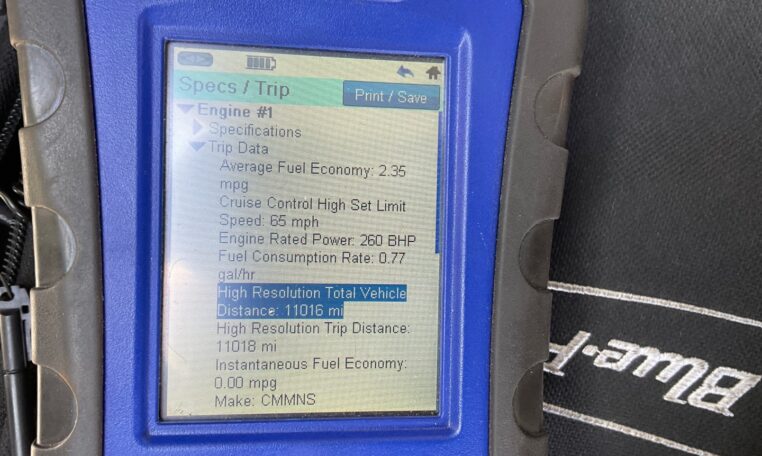 Specs / Trip
Print / Save
Engine #1
Specifications
Trip Data
Average Fuel Economy: 2.35
mpg
Cruise Control High Set Limit
Speed: 65 mph
Engine Rated Power: 260 BHP
Fuel Consumption Rate: 0.77
gal/hr
High Resolution Total Vehicle
Distance: 11016 mi
High Resolution Trip Distance:
11018 mi
Instantaneous Fuel Economy:
0.00 mpg
Make: CMMNS